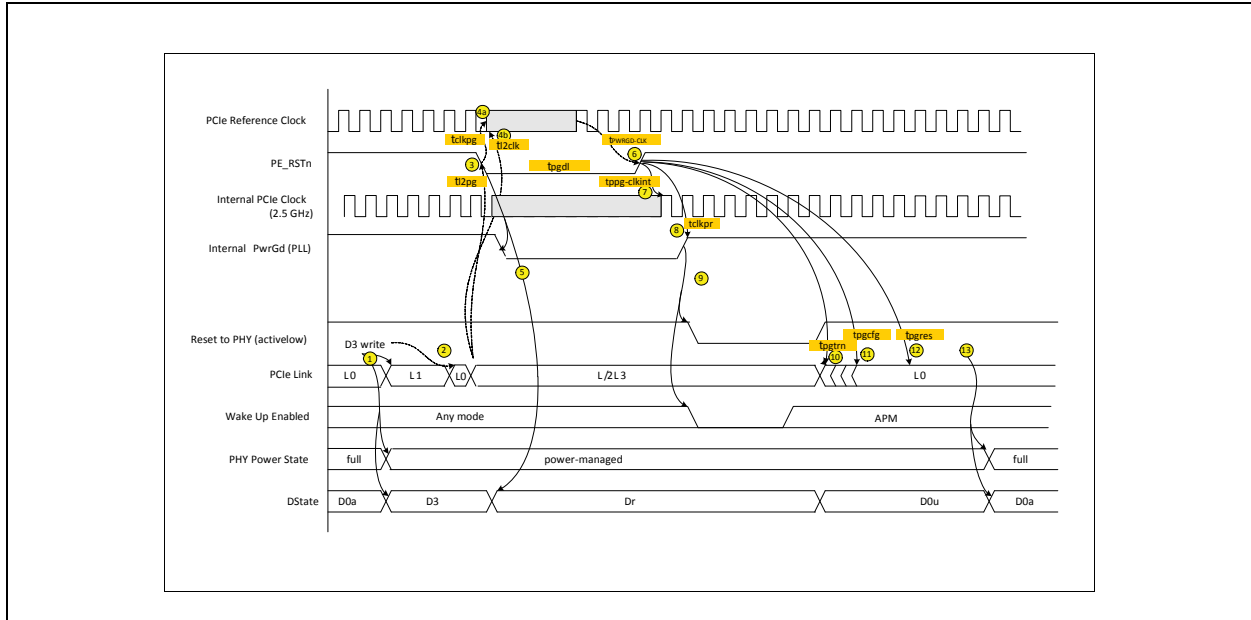 4a
PCIe Reference Clock
4b
tPWRGD-CLK
tclkpg
tl2clk
6
PE_RSTn
3
tpgdl
tl2pg
tppg-clkint
7
Internal PCIe Clock
(2.5 GHz)
tclkpr
8
Internal PwrGd (PLL)
5
9
Reset to PHY (activelow)
D3 write
2
tpgcfg
tpgres
tpgtrn
1
10
11
12
13
PCIe Link
L0
L1
L0
L/2L3
L0
Wake Up Enabled
Any mode
APM
PHY Power State
full
power-managed
full
DState
D0a
D3
Dr
D0u
D0a